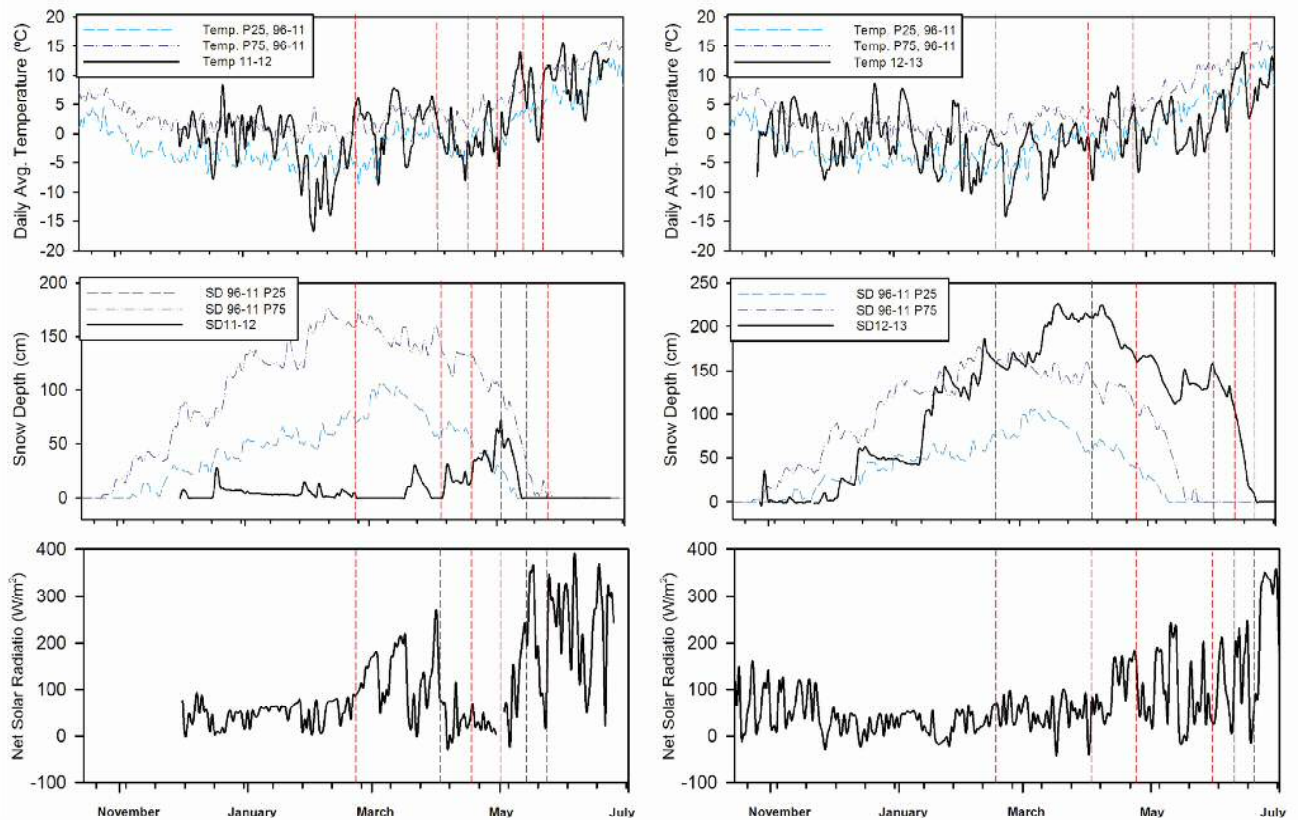 Daily Avg. Temperature (ºC)
20
15
10
5
0
-5
-10
-15
-20
Temp. P25, 96-11
Temp. P75, 96-11
Temp 11-12
Daily Avg. Temperature (ºC)
20
15
10
5
0
-5
-10
-15
-20
Temp. P25, 96-11
Temp. P75, 96-11
Temp 12-13
Snow Depth (cm)
200
150
100
50
0
SD 96-11 P25
SD 96-11 P75
SD11-12
Snow Depth (cm)
250
200
150
100
50
0
SD 96-11 P25
SD 96-11 P75
SD12-13
Net Solar Radiatio (W/m²)
400
300
200
100
0
-100
November January March May July
Net Solar Radiatio (W/m²)
400
300
200
100
0
-100
November January March May July